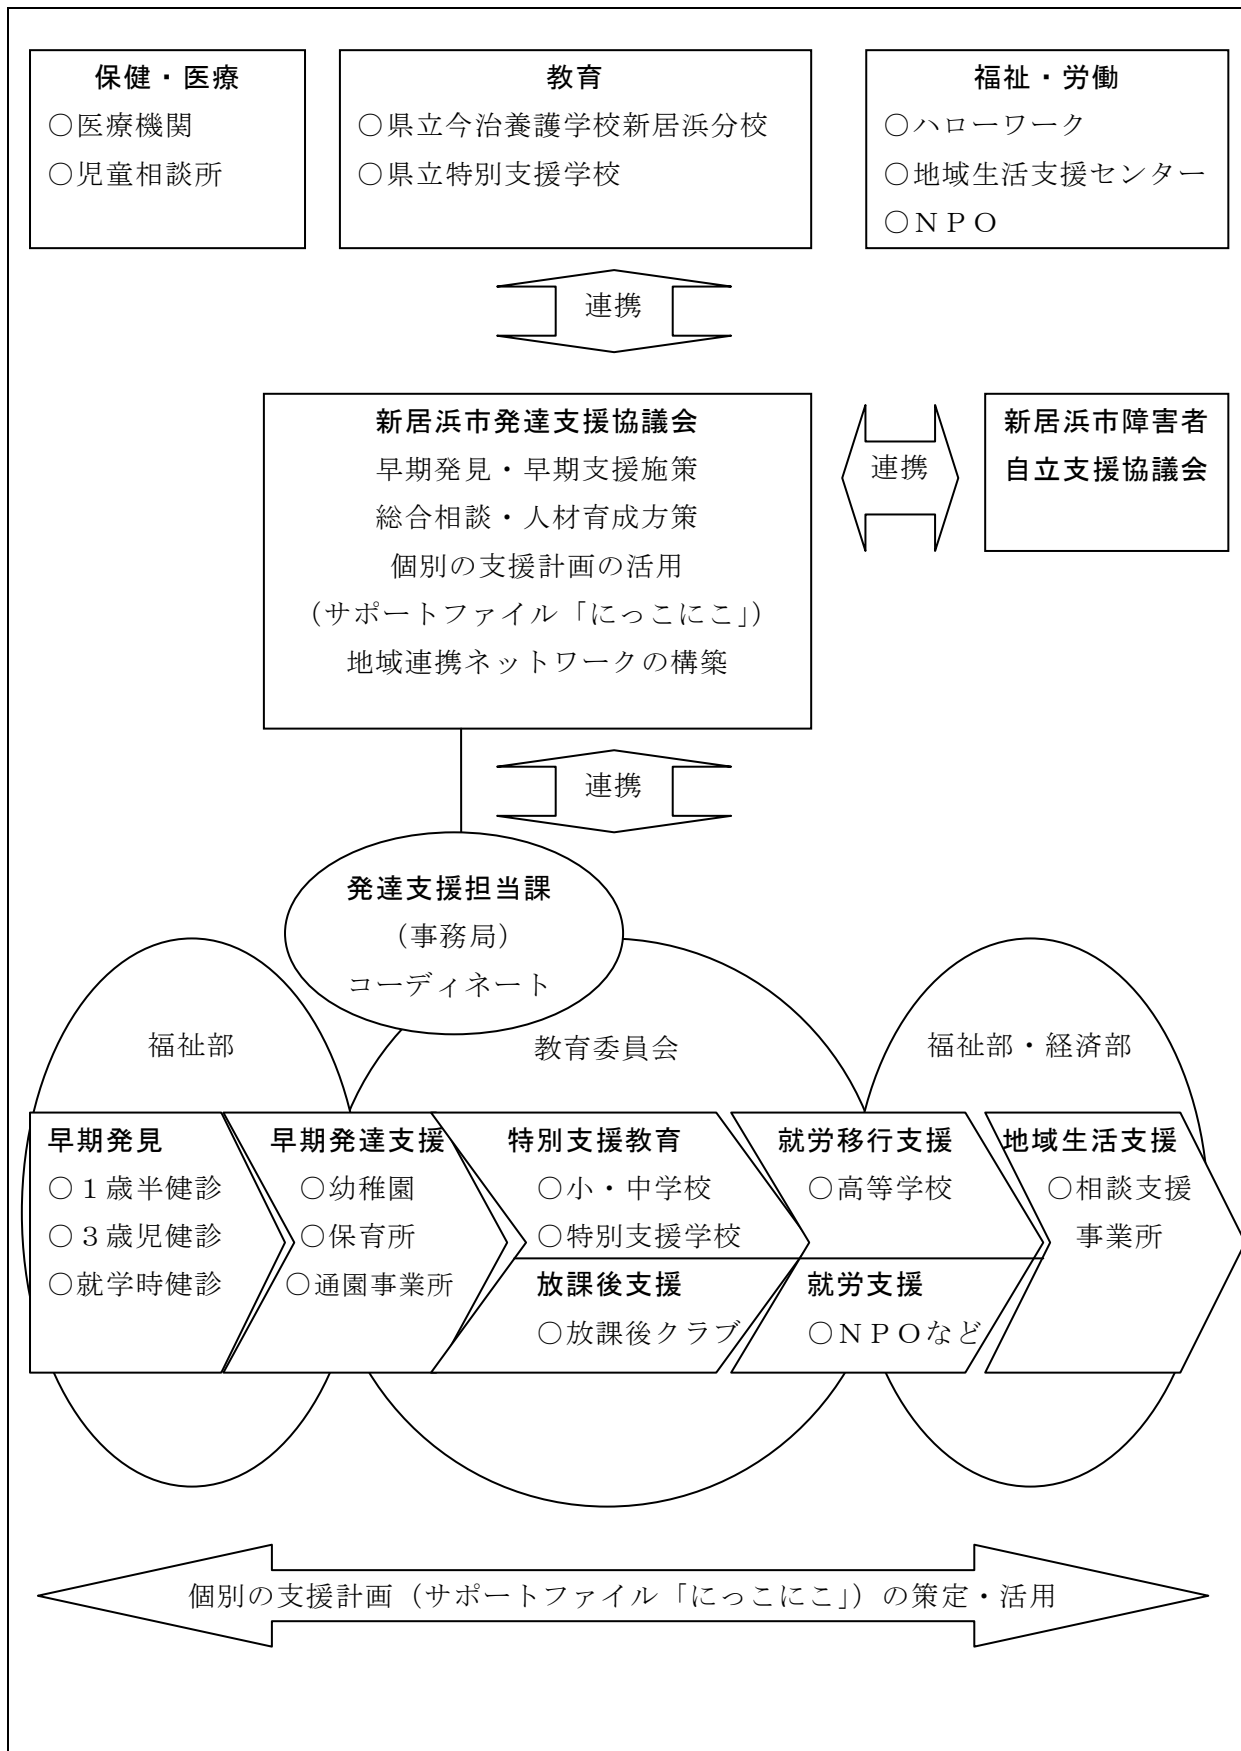 保健・医療
○医療機関
○児童相談所
教育
○県立今治養護学校新居浜分校
○県立特別支援学校
福祉・労働
○ハローワーク
○地域生活支援センター
○ＮＰＯ
連携
新居浜市発達支援協議会
早期発見・早期支援施策
総合相談・人材育成方策
個別の支援計画の活用
（サポートファイル「にっこにこ」）
地域連携ネットワークの構築
連携
新居浜市障害者
自立支援協議会
連携
発達支援担当課
（事務局）
コーディネート
福祉部
教育委員会
福祉部・経済部
早期発見
○１歳半健診
○３歳児健診
○就学時健診
早期発達支援
○幼稚園
○保育所
○通園事業所
特別支援教育
○小・中学校
○特別支援学校
放課後支援
○放課後クラブ
就労移行支援
○高等学校
就労支援
○ＮＰＯなど
地域生活支援
○相談支援
事業所
個別の支援計画（サポートファイル「にっこにこ」）の策定・活用